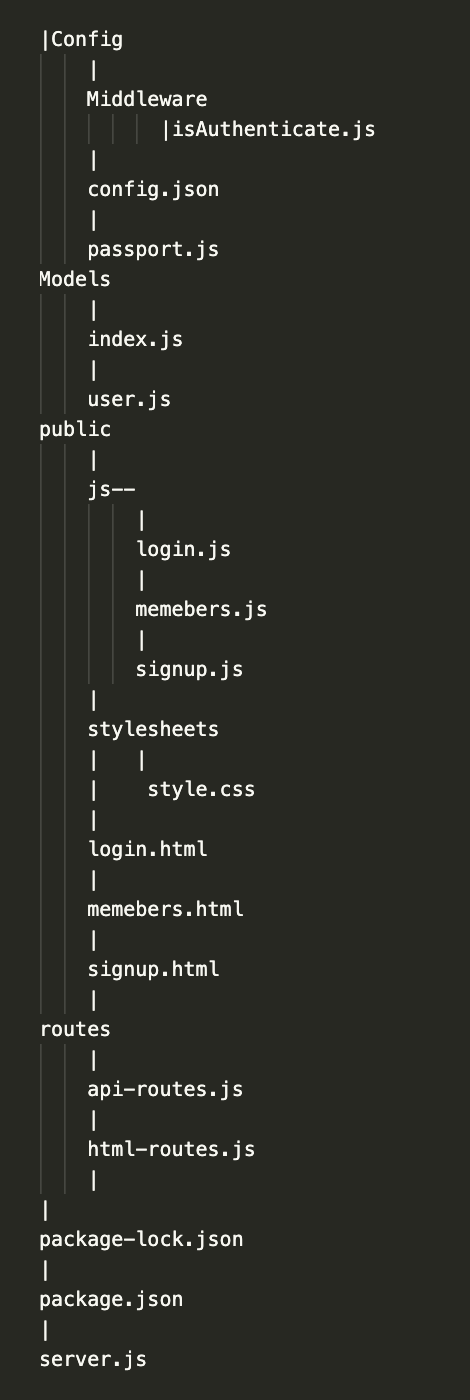 |Config
|
Middleware
|isAuthenticate.js
|
config.json
|
passport.js
Models
|
index.js
|
user.js
public
|
js--
|
login.js
|
memebers.js
|
signup.js
|
stylesheets
| |
| style.css
|
login.html
|
memebers.html
|
signup.html
|
routes
|
api-routes.js
|
html-routes.js
|
|
package-lock.json
|
package.json
|
server.js